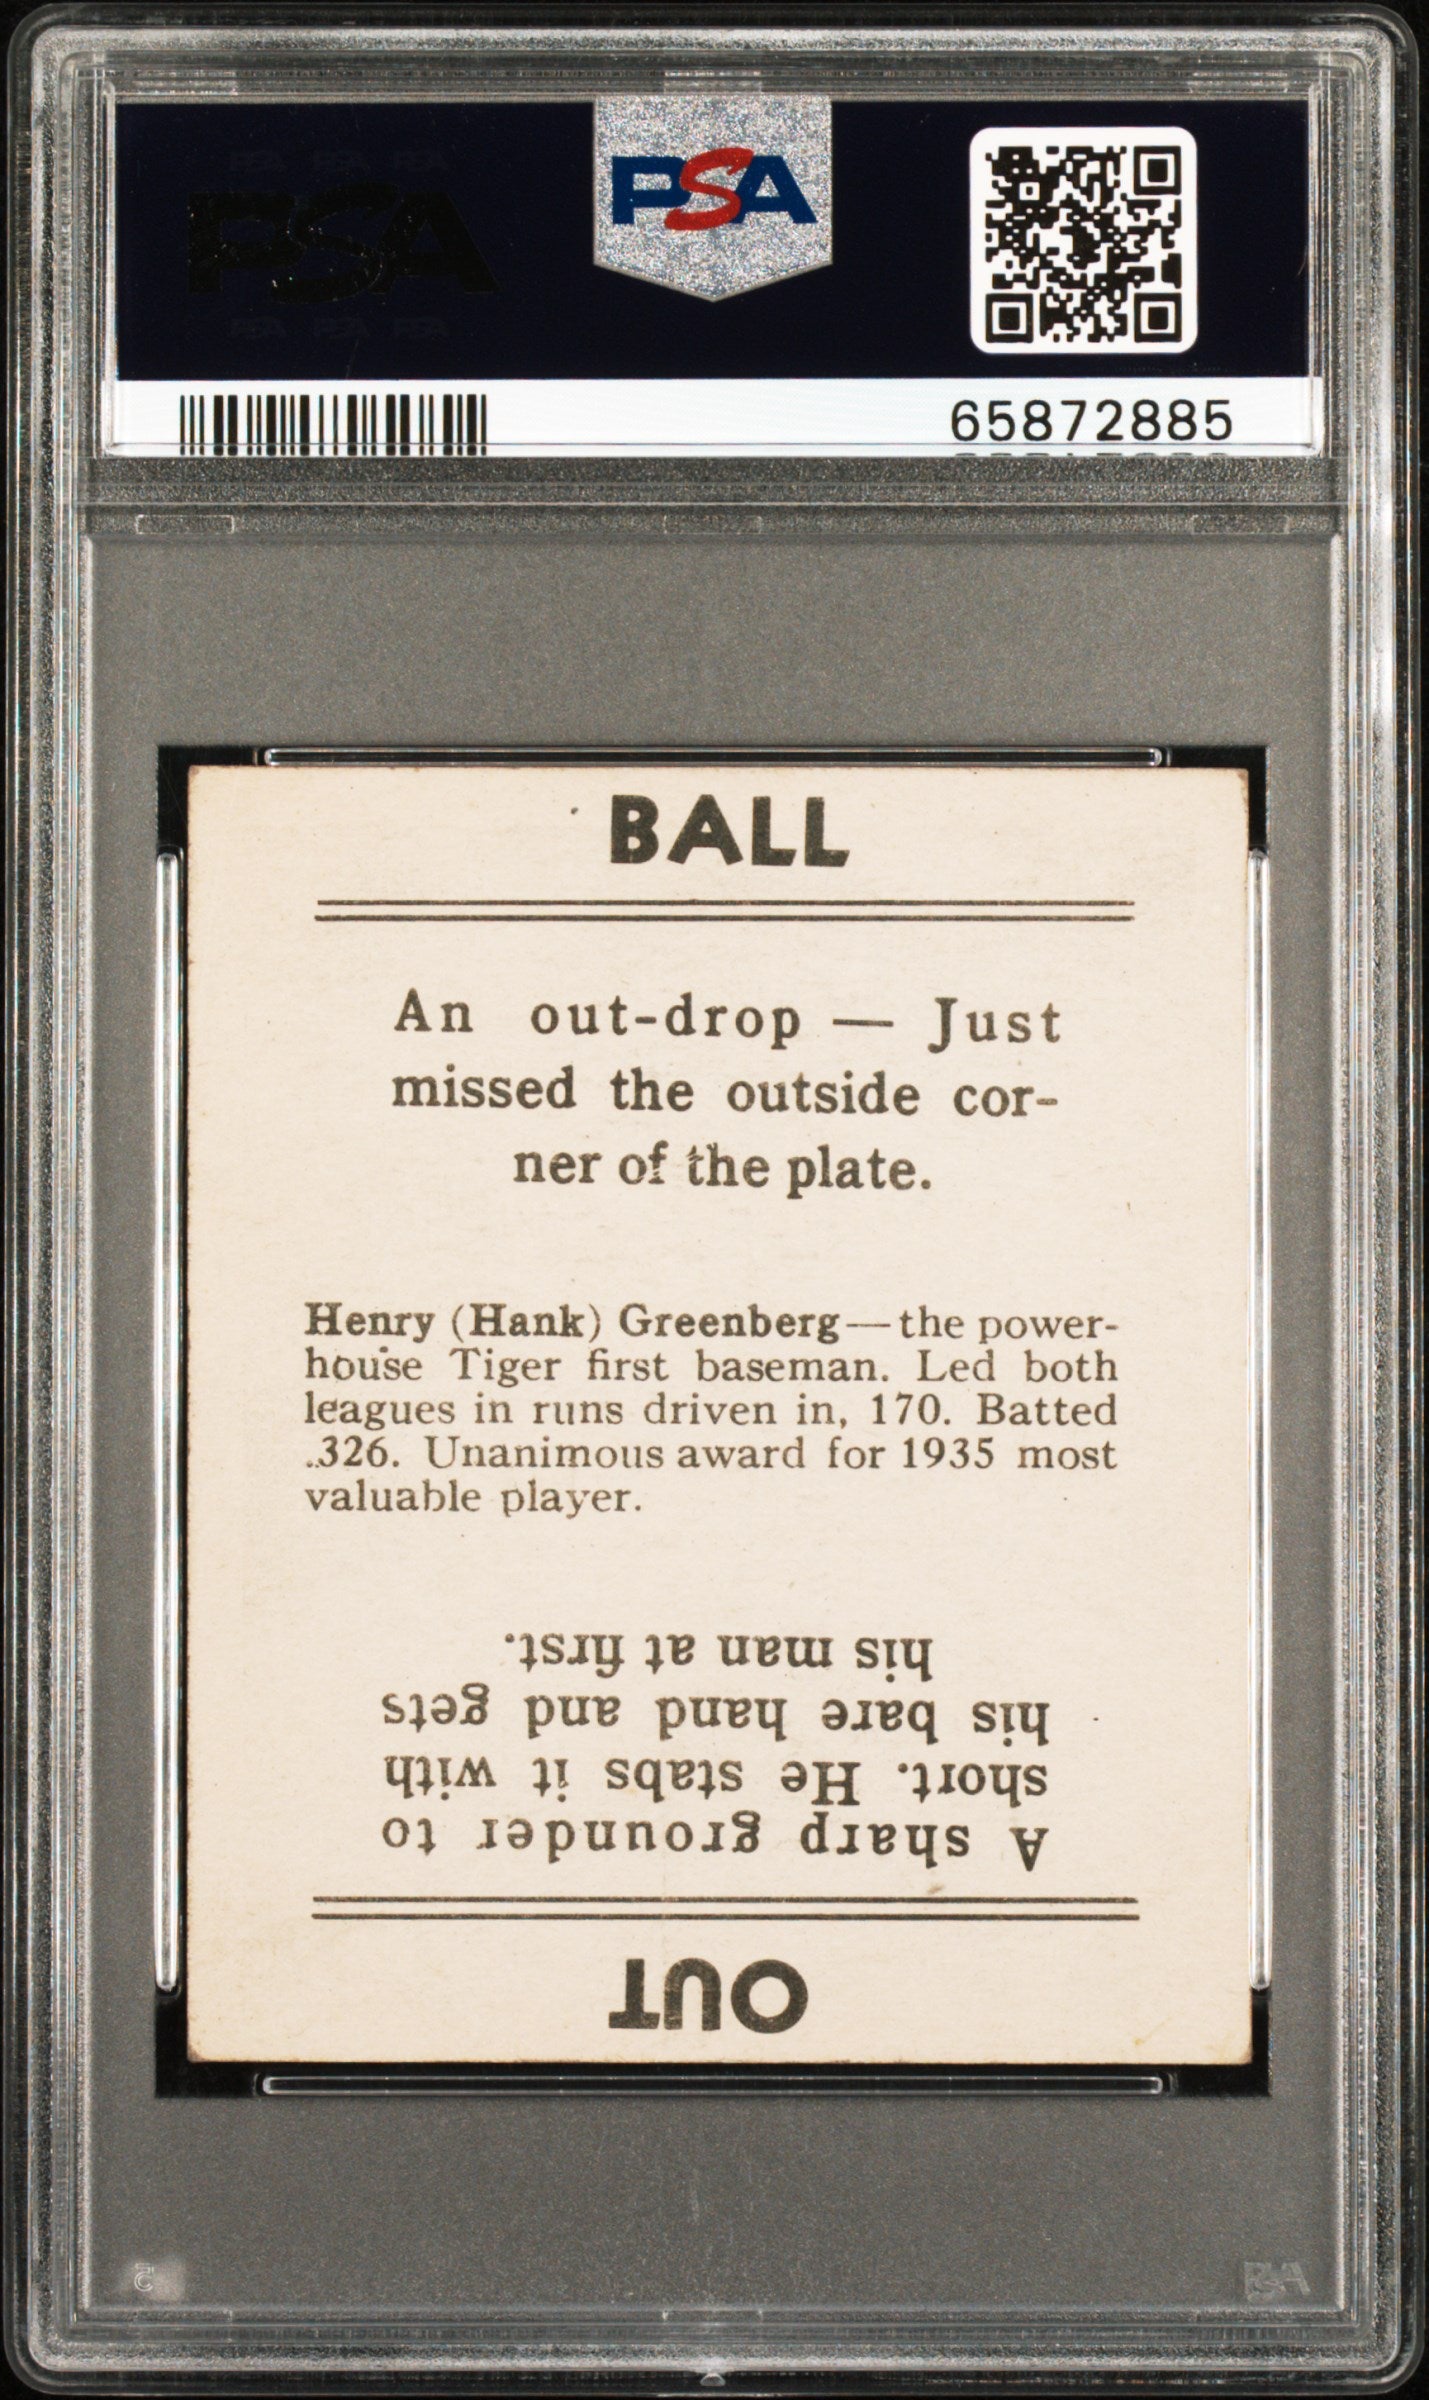 PSA
PSA
65872885
BALL
An out-drop — Just
missed the outside cor-
ner of the plate.
Henry (Hank) Greenberg—the power-
house Tiger first baseman. Led both
leagues in runs driven in, 170. Batted
.326. Unanimous award for 1935 most
valuable player.
OUT
A sharp grounder to
short. He stabs it with
his bare hand and gets
his man at first.
PSA